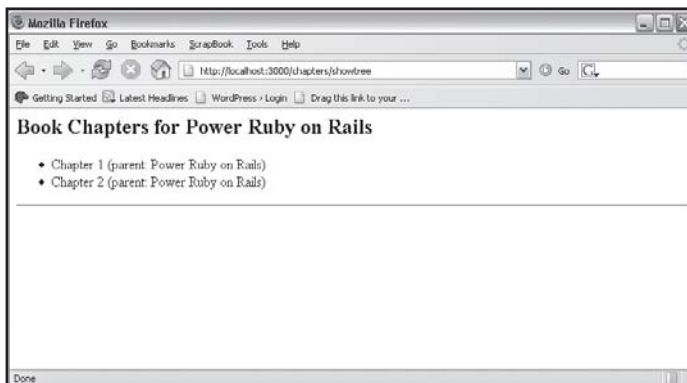 Mozilla Firefox
File Edit View Go Bookmarks ScrapBook Tools Help
http://localhost:3000/chapters/showtree Go G
Getting Started Latest Headlines WordPress › Login Drag this link to your ...
Book Chapters for Power Ruby on Rails
Chapter 1 (parent: Power Ruby on Rails)
Chapter 2 (parent: Power Ruby on Rails)
Done